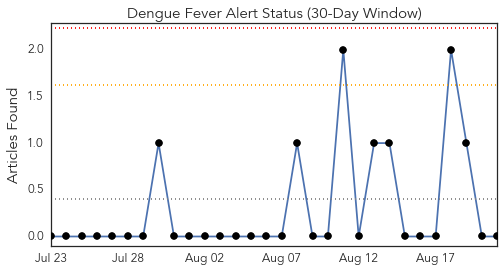 Dengue Fever Alert Status (30-Day Window)
Articles Found
2.0
1.5
1.0
0.5
0.0
Jul 23 Jul 28 Aug 02 Aug 07 Aug 12 Aug 17